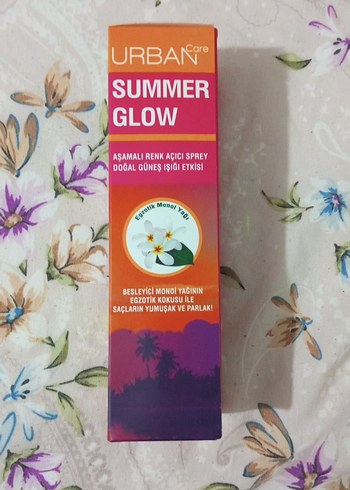 URBAN Care
SUMMER
GLOW
AŞAMALI RENK AÇICI SPREY
DOĞAL GÜNEŞ IŞIĞI ETKİSİ
Egzotik Monoi Yağı
BESLEYİCİ MONOİ YAĞININ
EGZOTİK KOKUSU İLE
SAÇLARIN YUMUŞAK VE PARLAK!